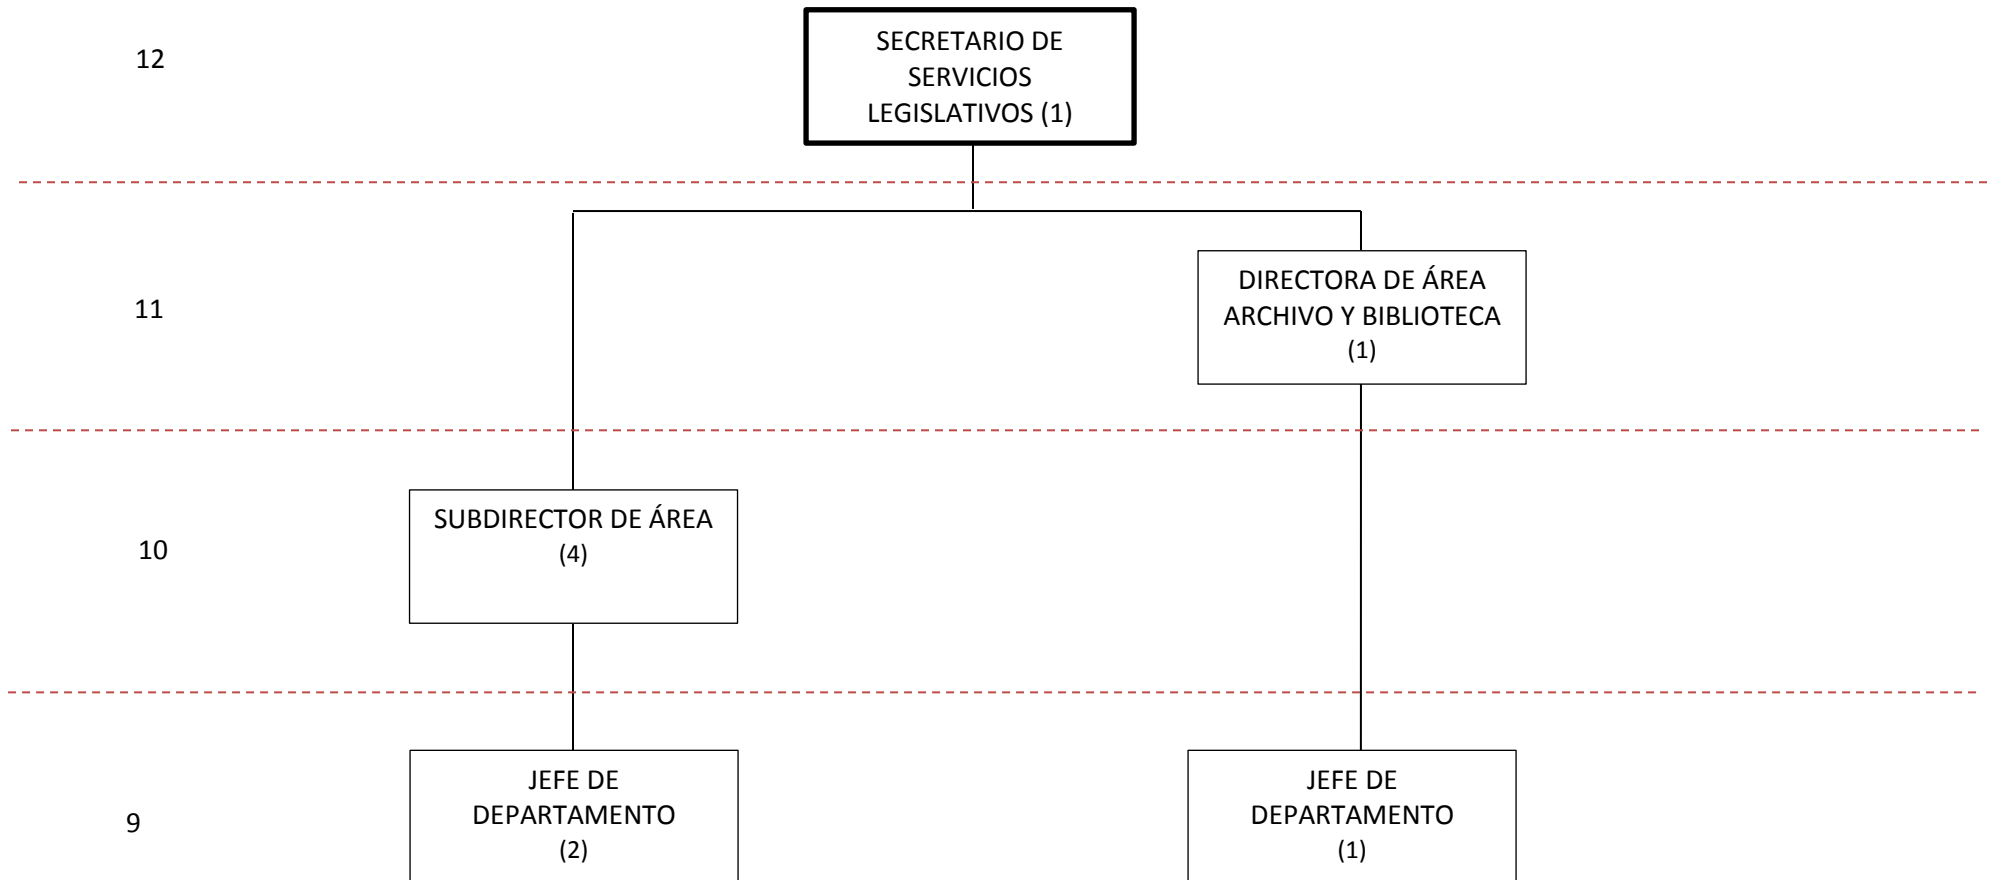 12
SECRETARIO DE
SERVICIOS
LEGISLATIVOS (1)
11
DIRECTORA DE ÁREA
ARCHIVO Y BIBLIOTECA
(1)
10
SUBDIRECTOR DE ÁREA
(4)
9
JEFE DE
DEPARTAMENTO
(2)
JEFE DE
DEPARTAMENTO
(1)